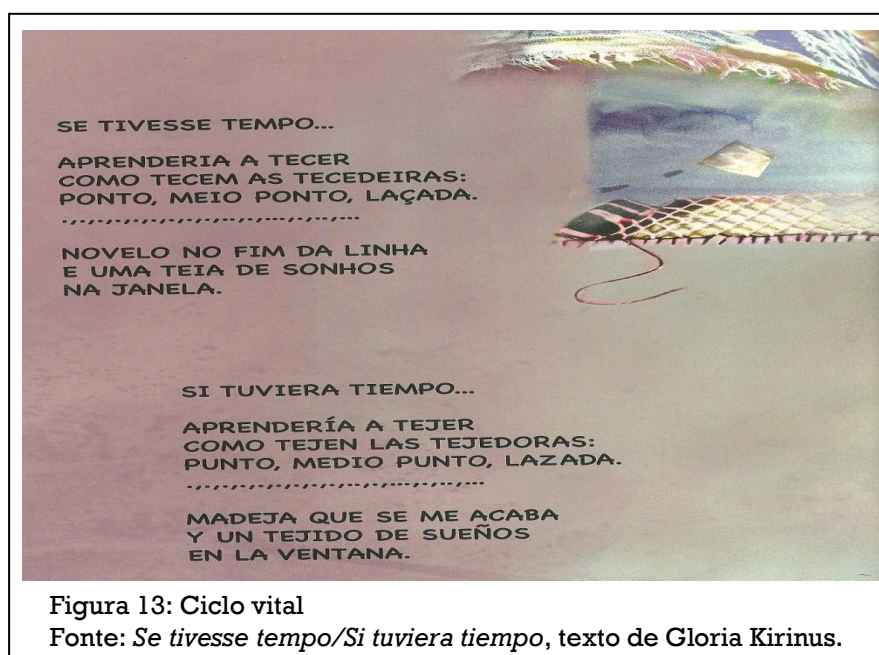 SE TIVESSE TEMPO...
APRENDERIA A TECER
COMO TECEM AS TECEDEIRAS:
PONTO, MEIO PONTO, LAÇADA.
.,.,.,.,.,.,.,.,.,.,...,.,...,.,...
NOVELO NO FIM DA LINHA
E UMA TEIA DE SONHOS
NA JANELA.
SI TUVIERA TIEMPO...
APRENDERÍA A TEJER
COMO TEJEN LAS TEJEDORAS:
PUNTO, MEDIO PUNTO, LAZADA.
.,.,.,.,.,.,.,.,.,.,...,.,...,.,...
MADEJA QUE SE ME ACABA
Y UN TEJIDO DE SUEÑOS
EN LA VENTANA.
Figura 13: Ciclo vital
Fonte: Se tivesse tempo/Si tuviera tiempo, texto de Gloria Kirinus.